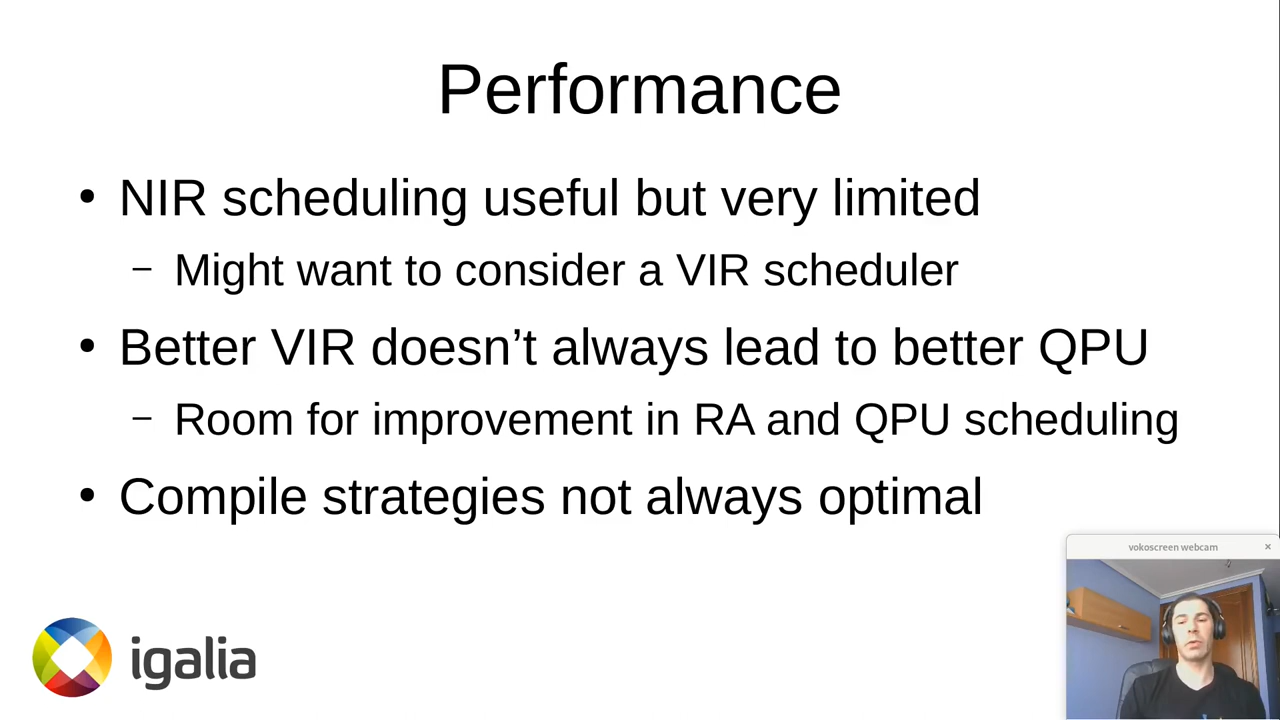 Performance
• NIR scheduling useful but very limited
– Might want to consider a VIR scheduler
• Better VIR doesn’t always lead to better QPU
– Room for improvement in RA and QPU scheduling
• Compile strategies not always optimal
vokoscreen webcam ×
igalia